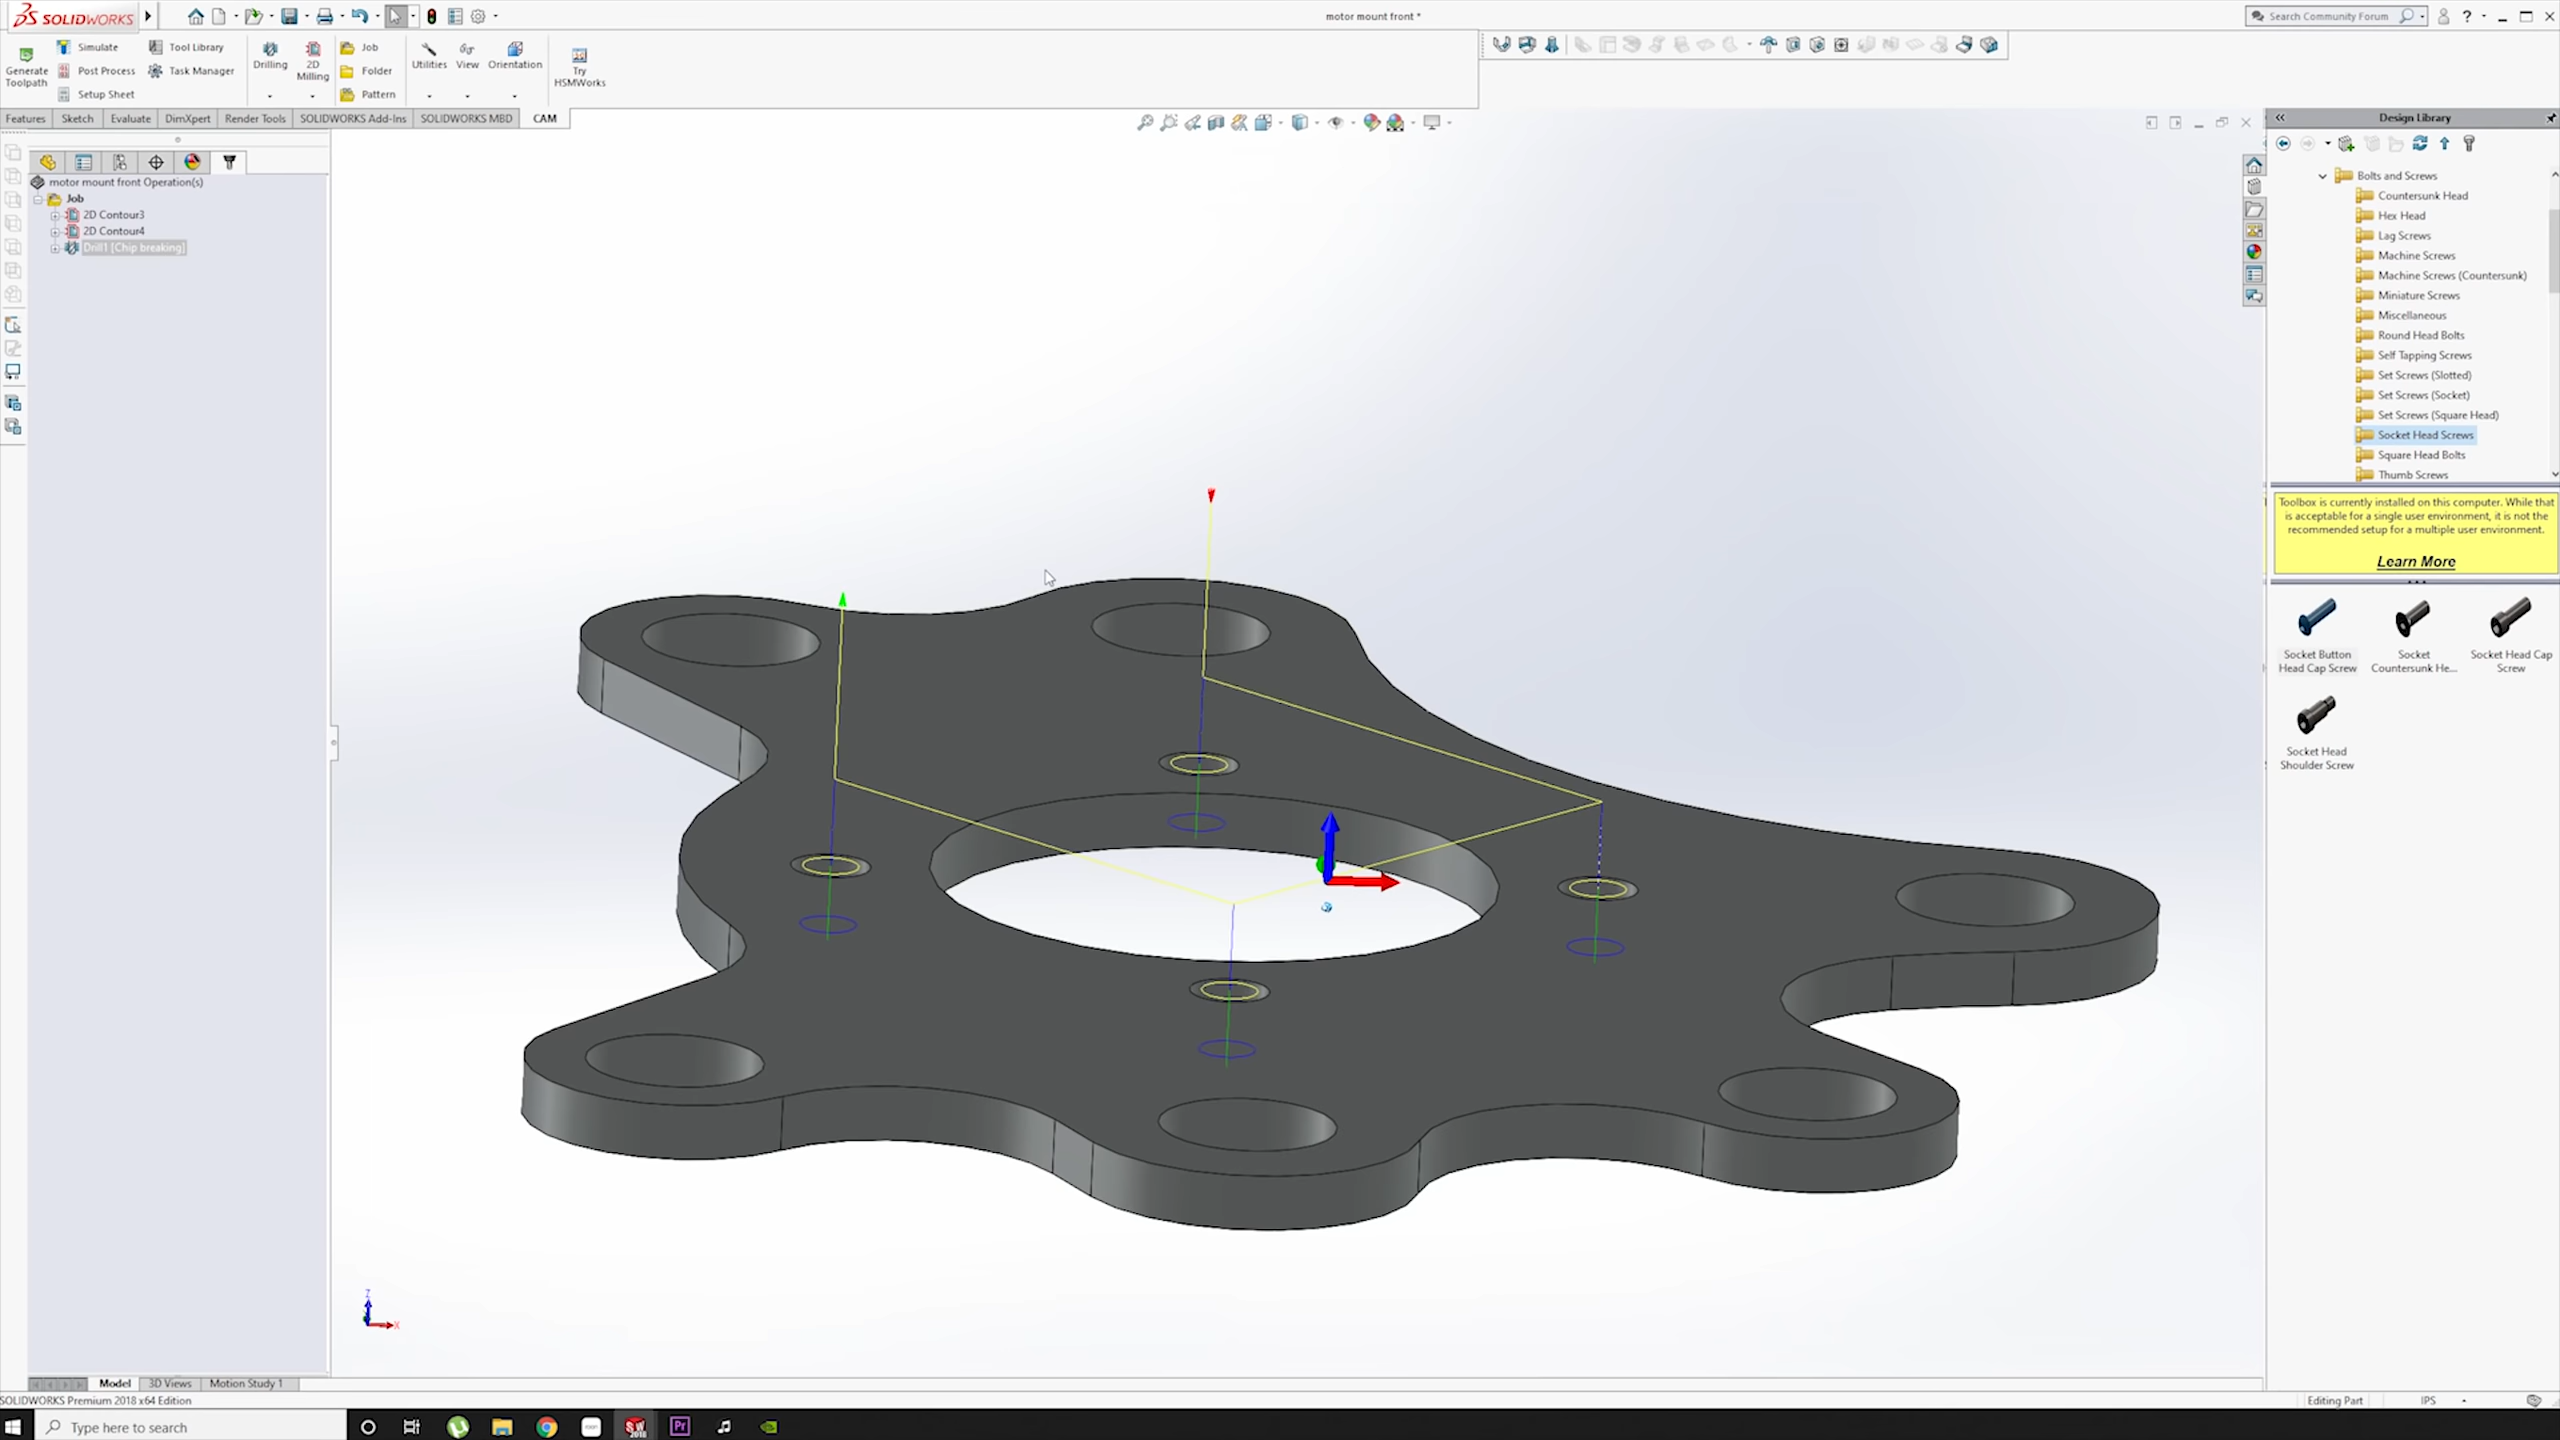 SOLIDWORKS
motor mount front *
Search Community Forum
?
Generate
Toolpath
Simulate
Post Process
Setup Sheet
Tool Library
Task Manager
Drilling
2D
Milling
Job
Folder
Pattern
Utilities
View
Orientation
Try
HSMWorks
Features
Sketch
Evaluate
DimXpert
Render Tools
SOLIDWORKS Add-Ins
SOLIDWORKS MBD
CAM
motor mount front Operation(s)
Job
2D Contour3
2D Contour4
Drill1 [Chip breaking]
Design Library
Bolts and Screws
Countersunk Head
Hex Head
Lag Screws
Machine Screws
Machine Screws (Countersunk)
Miniature Screws
Miscellaneous
Round Head Bolts
Self Tapping Screws
Set Screws (Slotted)
Set Screws (Socket)
Set Screws (Square Head)
Socket Head Screws
Square Head Bolts
Thumb Screws
Toolbox is currently installed on this computer. While that
is acceptable for a single user environment, it is not the
recommended setup for a multiple user environment.
Learn More
Socket Button
Head Cap Screw
Socket
Countersunk He...
Socket Head Cap
Screw
Socket Head
Shoulder Screw
Z
X
Model
3D Views
Motion Study 1
SOLIDWORKS Premium 2018 x64 Edition
Editing Part
IPS
Type here to search
SW
2018
Pr